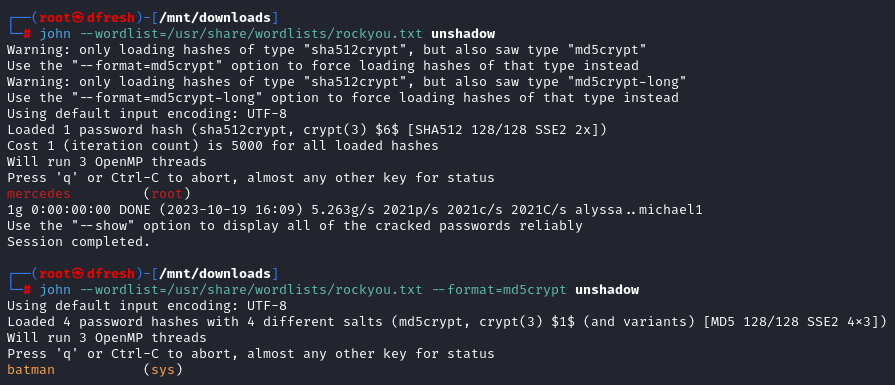 ┌──(root㉿dfresh)-[/mnt/downloads]
└─# john --wordlist=/usr/share/wordlists/rockyou.txt unshadow
Warning: only loading hashes of type "sha512crypt", but also saw type "md5crypt"
Use the "--format=md5crypt" option to force loading hashes of that type instead
Warning: only loading hashes of type "sha512crypt", but also saw type "md5crypt-long"
Use the "--format=md5crypt-long" option to force loading hashes of that type instead
Using default input encoding: UTF-8
Loaded 1 password hash (sha512crypt, crypt(3) $6$ [SHA512 128/128 SSE2 2x])
Cost 1 (iteration count) is 5000 for all loaded hashes
Will run 3 OpenMP threads
Press 'q' or Ctrl-C to abort, almost any other key for status
mercedes         (root)
1g 0:00:00:00 DONE (2023-10-19 16:09) 5.263g/s 2021p/s 2021c/s 2021C/s alyssa..michael1
Use the "--show" option to display all of the cracked passwords reliably
Session completed.
┌──(root㉿dfresh)-[/mnt/downloads]
└─# john --wordlist=/usr/share/wordlists/rockyou.txt --format=md5crypt unshadow
Using default input encoding: UTF-8
Loaded 4 password hashes with 4 different salts (md5crypt, crypt(3) $1$ (and variants) [MD5 128/128 SSE2 4x3])
Will run 3 OpenMP threads
Press 'q' or Ctrl-C to abort, almost any other key for status
batman           (sys)